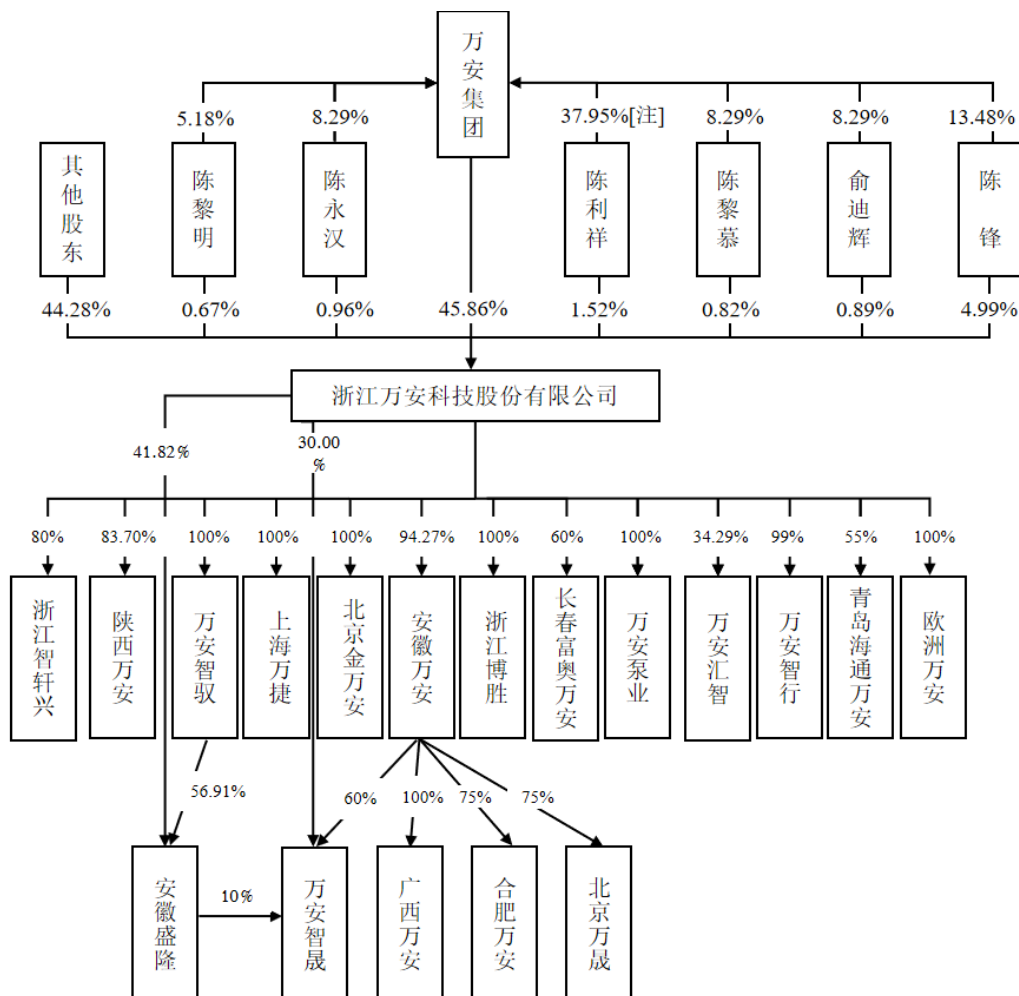 万安集团
5.18%
8.29%
37.95%[注]
8.29%
8.29%
13.48%
其他股东
陈黎明
陈永汉
陈利祥
陈黎慕
俞迪辉
陈锋
44.28%
0.67%
0.96%
45.86%
1.52%
0.82%
0.89%
4.99%
浙江万安科技股份有限公司
41.82%
30.00
%
80%
83.70%
100%
100%
100%
94.27%
100%
60%
100%
34.29%
99%
55%
100%
浙江智轩兴
陕西万安
万安智驭
上海万捷
北京金万安
安徽万安
浙江博胜
长春富奥万安
万安泵业
万安汇智
万安智行
青岛海通万安
欧洲万安
56.91%
60%
100%
75%
75%
安徽盛隆
10%
万安智晟
广西万安
合肥万安
北京万晟